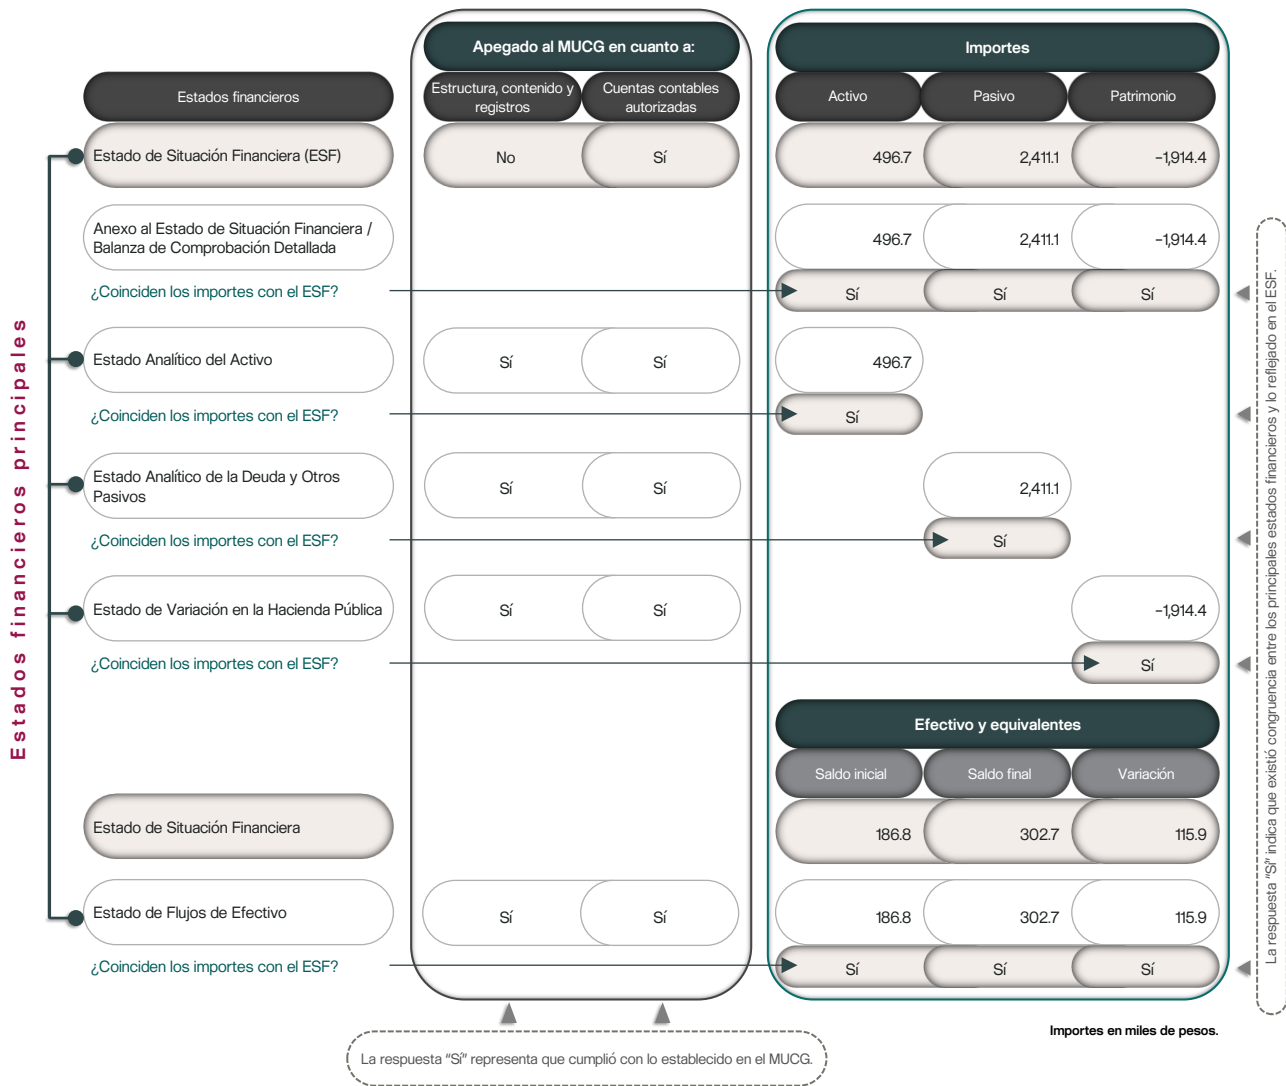 Apegado al MUCG en cuanto a:
Importes
Estados financieros
Estructura, contenido y
registros
Cuentas contables
autorizadas
Activo
Pasivo
Patrimonio
Estado de Situación Financiera (ESF)
No
Sí
496.7
2,411.1
-1,914.4
Anexo al Estado de Situación Financiera /
Balanza de Comprobación Detallada
496.7
2,411.1
-1,914.4
¿Coinciden los importes con el ESF?
Sí
Sí
Sí
Estado Analítico del Activo
Sí
Sí
496.7
¿Coinciden los importes con el ESF?
Sí
Estado Analítico de la Deuda y Otros
Pasivos
Sí
Sí
2,411.1
¿Coinciden los importes con el ESF?
Sí
Estado de Variación en la Hacienda Pública
Sí
Sí
-1,914.4
¿Coinciden los importes con el ESF?
Sí
Efectivo y equivalentes
Saldo inicial
Saldo final
Variación
Estado de Situación Financiera
186.8
302.7
115.9
Estado de Flujos de Efectivo
Sí
Sí
186.8
302.7
115.9
¿Coinciden los importes con el ESF?
Sí
Sí
Sí
Estados financieros principales
La respuesta "Sí" indica que existió congruencia entre los principales estados financieros y lo reflejado en el ESF.
Importes en miles de pesos.
La respuesta "Sí" representa que cumplió con lo establecido en el MUCG.